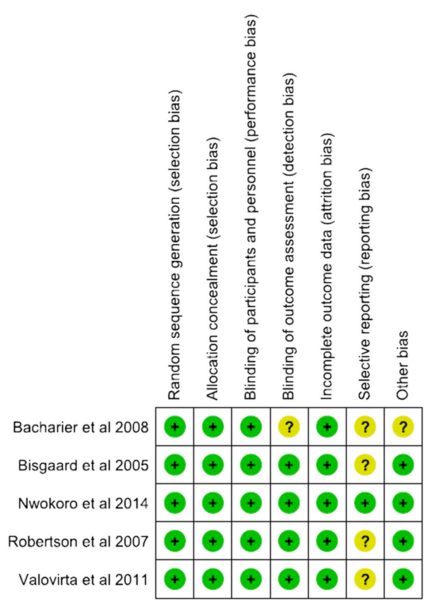 Random sequence generation (selection bias)
Allocation concealment (selection bias)
Blinding of participants and personnel (performance bias)
Blinding of outcome assessment (detection bias)
Incomplete outcome data (attrition bias)
Selective reporting (reporting bias)
Other bias
Bacharier et al 2008 + + + ? + ? ?
Bisgaard et al 2005 + + + + + ? +
Nwokoro et al 2014 + + + + + + +
Robertson et al 2007 + + + + + ? +
Valovirta et al 2011 + + + + + ? +